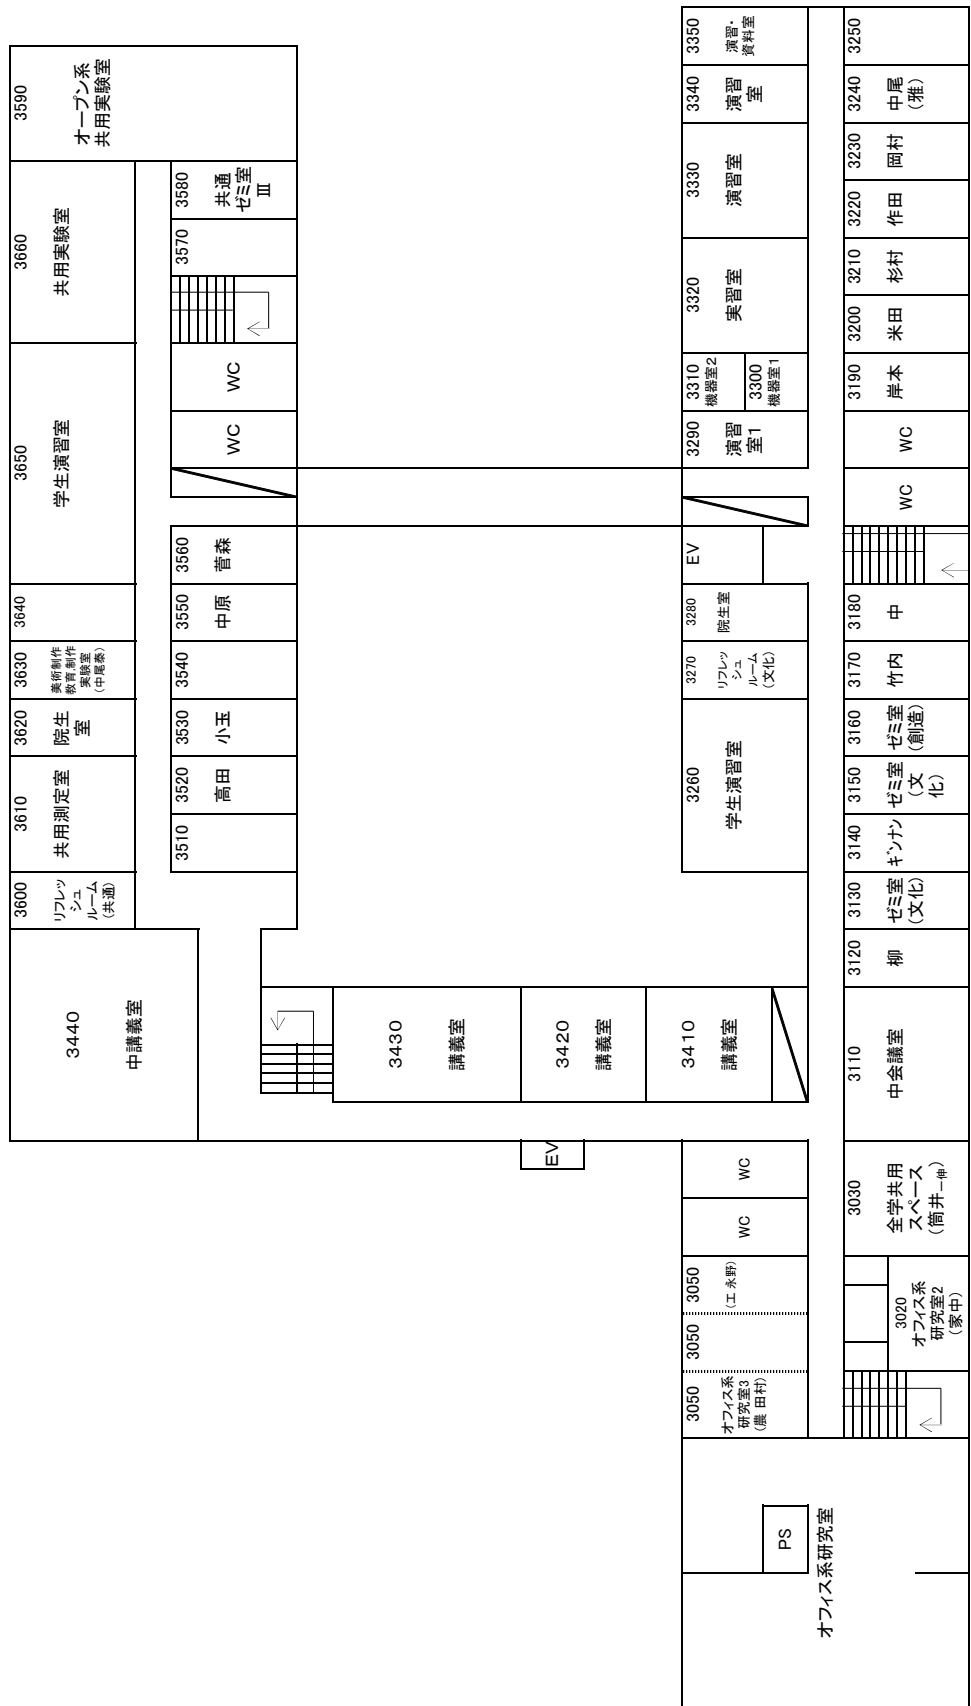 3590
オープン系
共用実験室
3660
共用実験室
3650
学生演習室
3640
3630
美術制作
教育,制作
実験室
（中尾泰）
3620
院生
室
3610
共用測定室
3600
リフレッ
シュ
ルーム
（共通）
3580
共通
ゼミ室
Ⅲ
3570
WC
WC
3560
菅森
3550
中原
3540
3530
小玉
3520
高田
3510
3440
中講義室
3430
講義室
3420
講義室
3410
講義室
EV
3350
演習・
資料室
3340
演習
室
3330
演習室
3320
実習室
3310
機器室2
3300
機器室1
3290
演習
室1
EV
3280
院生室
3270
リフレッ
シュ
ルーム
（文化）
3260
学生演習室
3250
3240
中尾
（雅）
3230
岡村
3220
作田
3210
杉村
3200
米田
3190
岸本
WC
WC
3180
中
3170
竹内
3160
ゼミ室
（創造）
3150
ゼミ室
（文
化）
3140
ギンナン
3130
ゼミ室
（文化）
3120
柳
3110
中会議室
WC
WC
3050
（工 永野）
3050
3050
オフィス系
研究室3
（農 田村）
3030
全学共用
スペース
（筒井一伸）
3020
オフィス系
研究室2
（家中）
PS
オフィス系研究室